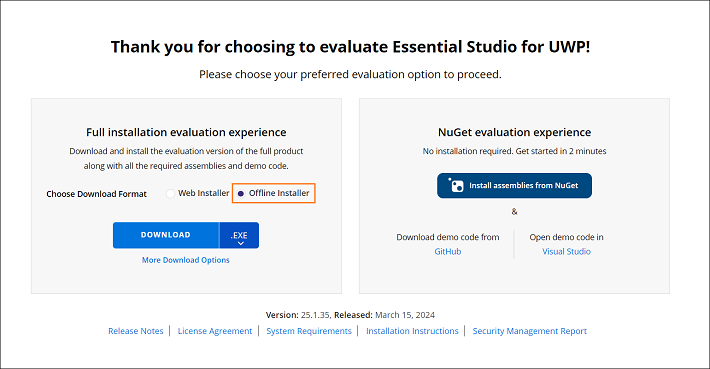 Thank you for choosing to evaluate Essential Studio for UWP!
Please choose your preferred evaluation option to proceed.
Full installation evaluation experience
Download and install the evaluation version of the full product
along with all the required assemblies and demo code.
Choose Download Format Web Installer Offline Installer
DOWNLOAD .EXE
More Download Options
NuGet evaluation experience
No installation required. Get started in 2 minutes
Install assemblies from NuGet
&
Download demo code from
GitHub
Open demo code in
Visual Studio
Version: 25.1.35, Released: March 15, 2024
Release Notes | License Agreement | System Requirements | Installation Instructions | Security Management Report